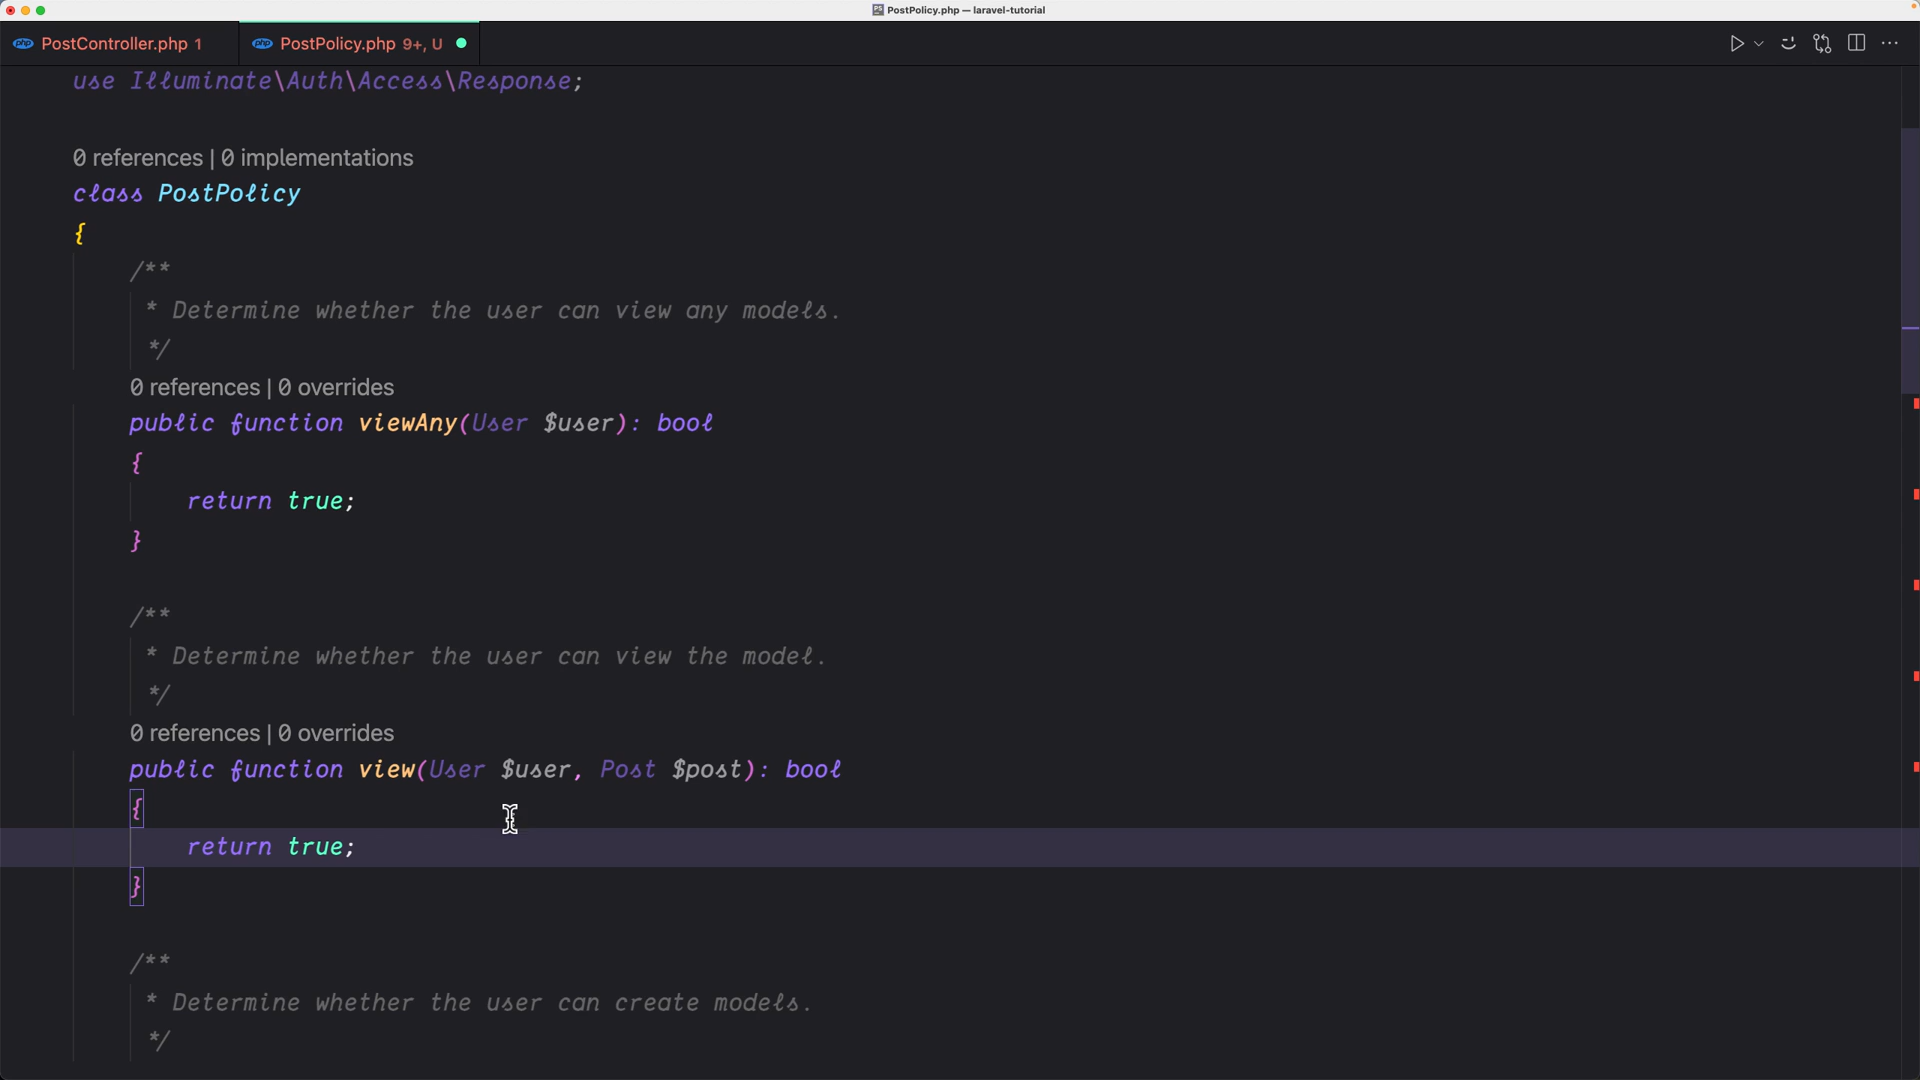 PostPolicy.php — laravel-tutorial
PostController.php 1
PostPolicy.php 9+, U
use Illuminate\Auth\Access\Response;
0 references | 0 implementations
class PostPolicy
{
/**
* Determine whether the user can view any models.
*/
0 references | 0 overrides
public function viewAny(User $user): bool
{
return true;
}
/**
* Determine whether the user can view the model.
*/
0 references | 0 overrides
public function view(User $user, Post $post): bool
{
return true;
}
/**
* Determine whether the user can create models.
*/